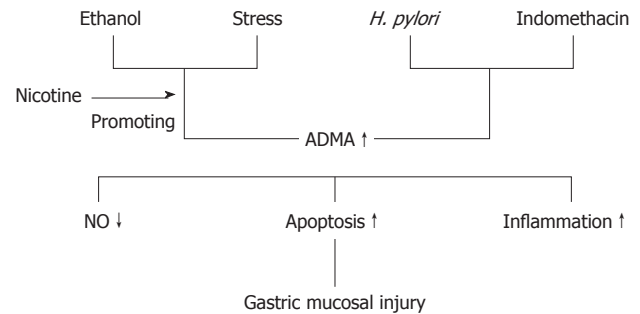 Ethanol Stress H. pylori Indomethacin
Nicotine
Promoting
ADMA ↑
NO ↓ Apoptosis ↑ Inflammation ↑
Gastric mucosal injury